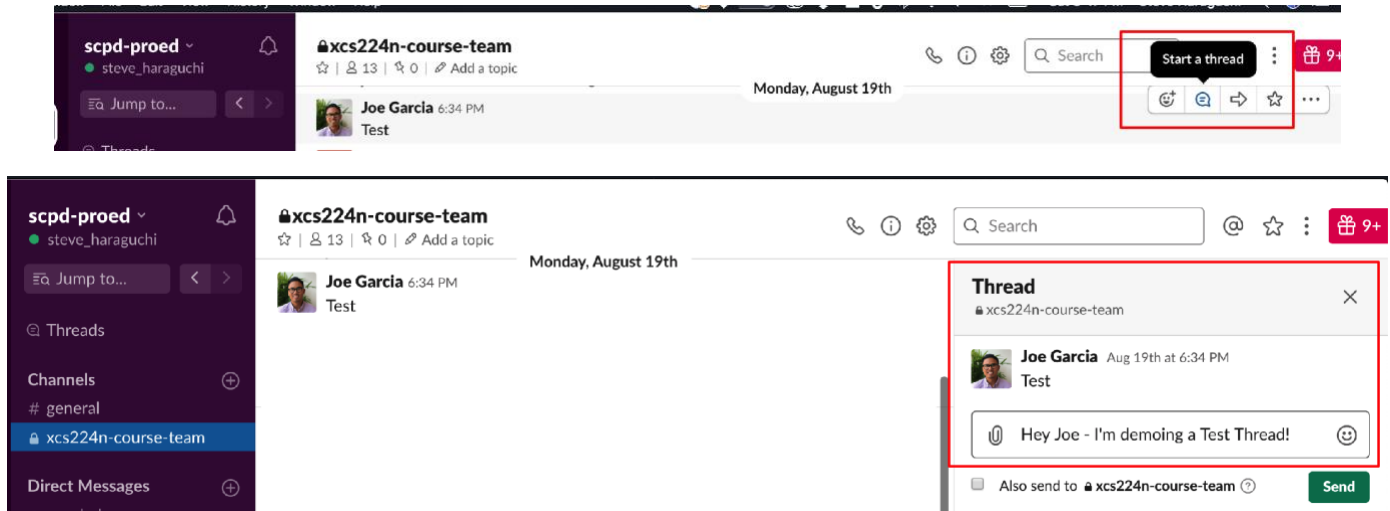 scpd-proed
steve_haraguchi
Jump to...
Threads
xcs224n-course-team
13 | 0 | Add a topic
Search
Start a thread
9+
Monday, August 19th
Joe Garcia 6:34 PM
Test
scpd-proed
steve_haraguchi
Jump to...
Threads
Channels
# general
xcs224n-course-team
Direct Messages
xcs224n-course-team
13 | 0 | Add a topic
Search
9+
Monday, August 19th
Joe Garcia 6:34 PM
Test
Thread
xcs224n-course-team
Joe Garcia Aug 19th at 6:34 PM
Test
Hey Joe - I'm demoing a Test Thread!
Also send to xcs224n-course-team
Send